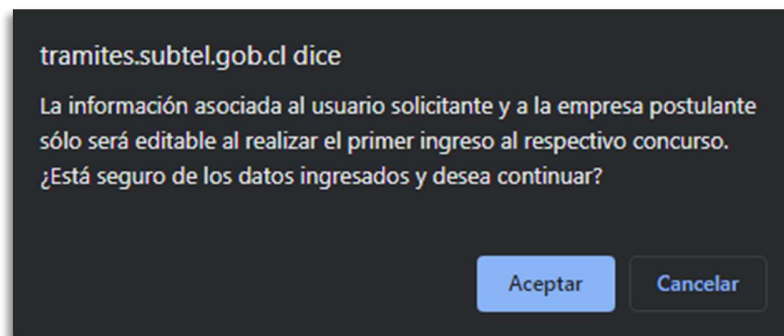 tramites.subtel.gob.cl dice
La información asociada al usuario solicitante y a la empresa postulante
sólo será editable al realizar el primer ingreso al respectivo concurso.
¿Está seguro de los datos ingresados y desea continuar?
Aceptar
Cancelar